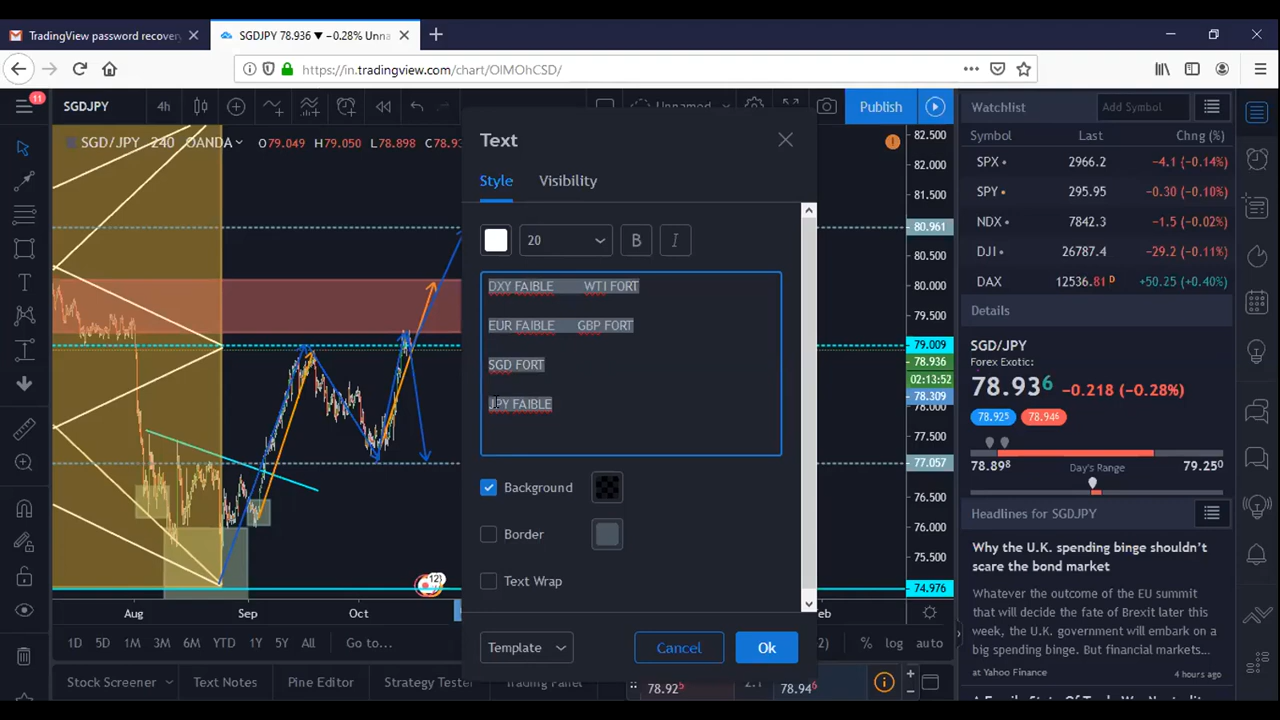 TradingView password recovery
SGDJPY 78.936 ▼ −0.28% Unna
https://in.tradingview.com/chart/OIMOhCSD/
11
SGDJPY
4h
Unnamed
Publish
SGD/JPY 240 OANDA
O79.049 H79.050 L78.898 C78.93
82.500
82.000
81.500
80.961
80.500
80.000
79.500
79.009
78.936
02:13:52
78.309
78.000
77.500
77.057
76.500
76.000
75.500
74.976
Aug
Sep
Oct
eb
12
1D 5D 1M 3M 6M YTD 1Y 5Y All Go to...
2)
% log auto
Stock Screener
Text Notes
Pine Editor
Strategy Tester
Trading Panel
78.925
2.1
78.946
Text
Style
Visibility
20
B
I
DXY FAIBLE WTI FORT
EUR FAIBLE GBP FORT
SGD FORT
JPY FAIBLE
Background
Border
Text Wrap
Template
Cancel
Ok
Watchlist
Add Symbol
Symbol Last Chng (%)
SPX 2966.2 −4.1 (−0.14%)
SPY 295.95 −0.30 (−0.10%)
NDX 7842.3 −1.5 (−0.02%)
DJI 26787.4 −29.2 (−0.11%)
DAX 12536.81 D +50.25 (0.40%)
Details
SGD/JPY
Forex Exotic:
78.936 −0.218 (−0.28%)
78.925 78.946
78.898 Day's Range 79.250
Headlines for SGDJPY
Why the U.K. spending binge shouldn't
scare the bond market
Whatever the outcome of the EU summit
that will decide the fate of Brexit later this
week, the U.K. government will embark on a
big spending binge. But financial markets...
at Yahoo Finance
4 hours ago